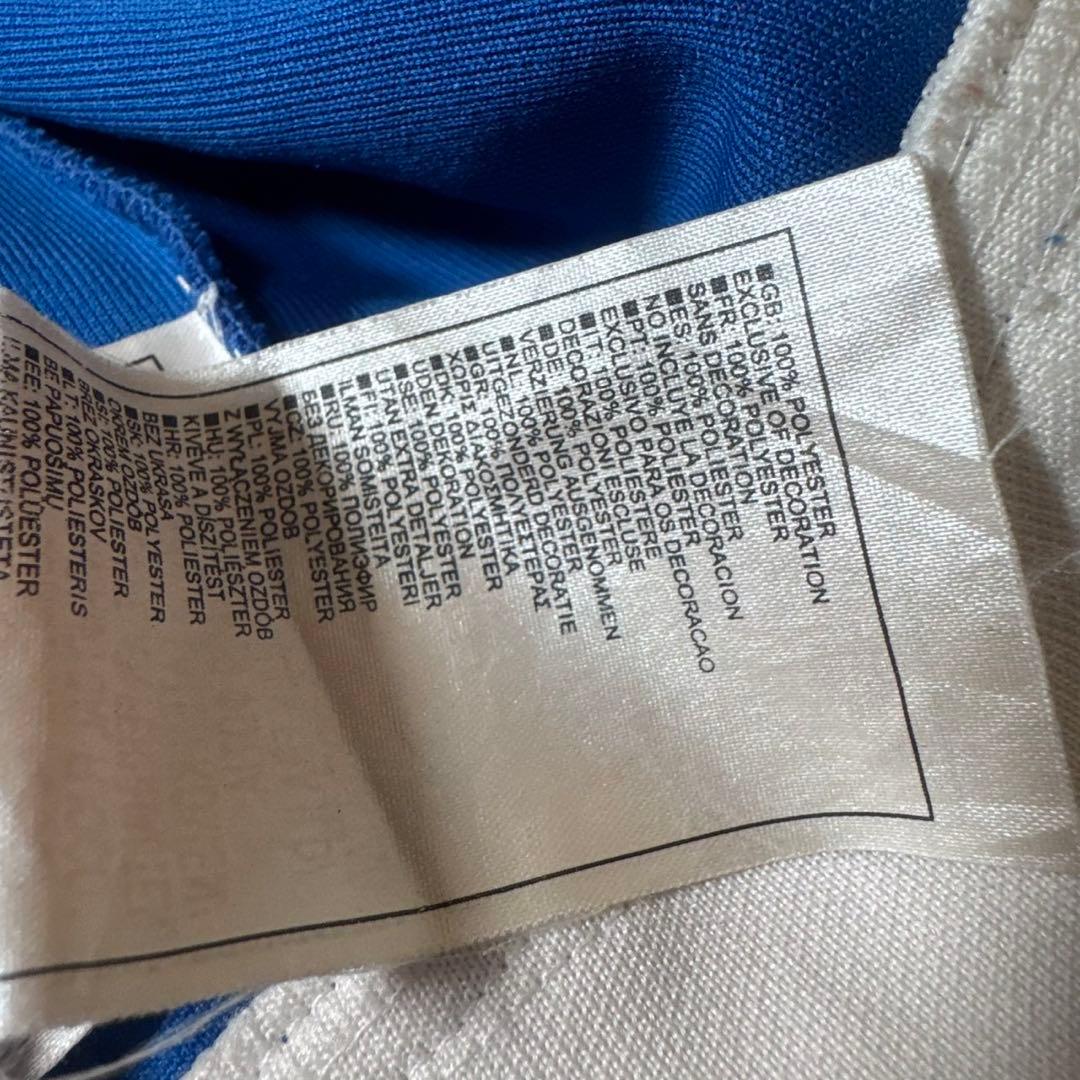 ■GB: 100% POLYESTER
EXCLUSIVE OF DECORATION
■FR: 100% POLYESTER
SANS DECORATION
■ES: 100% POLIESTER
NO INCLUYE LA DECORACION
■PT: 100% POLIESTER
EXCLUSIVO PARA OS DECORACAO
■IT: 100% POLIESTERE
DECORAZIONI ESCLUSE
■DE: 100% POLYESTER
VERZIERUNG AUSGENOMMEN
■NL: 100% POLYESTER
UITGEZONDERD DECORATIE
■GR: 100% ΠΟΛΥΕΣΤΕΡΑΣ
ΧΩΡΙΣ ΔΙΑΚΟΣΜΗΤΙΚΑ
■DK: 100% POLYESTER
UDEN DEKORATION
■SE: 100% POLYESTER
UTAN EXTRA DETALJER
■FI: 100% POLYESTERI
ILMAN SOMISTEITA
■RU: 100% ПОЛИЭФИР
БЕЗ ДЕКОРИРОВАНИЯ
■CZ: 100% POLYESTER
VYJMA OZDOB
■PL: 100% POLIESTER
Z WYŁĄCZENIEM OZDÓB
■HU: 100% POLIÉSZTER
KIVÉVE A DÍSZÍTÉST
■HR: 100% POLIESTER
BEZ UKRASA
■SK: 100% POLYESTER
OKREM OZDÔB
■SI: 100% POLIESTER
BREZ OKRASKOV
■LT: 100% POLIESTERIS
BE PAPUOŠIMŲ
■EE: 100% POLÜESTER